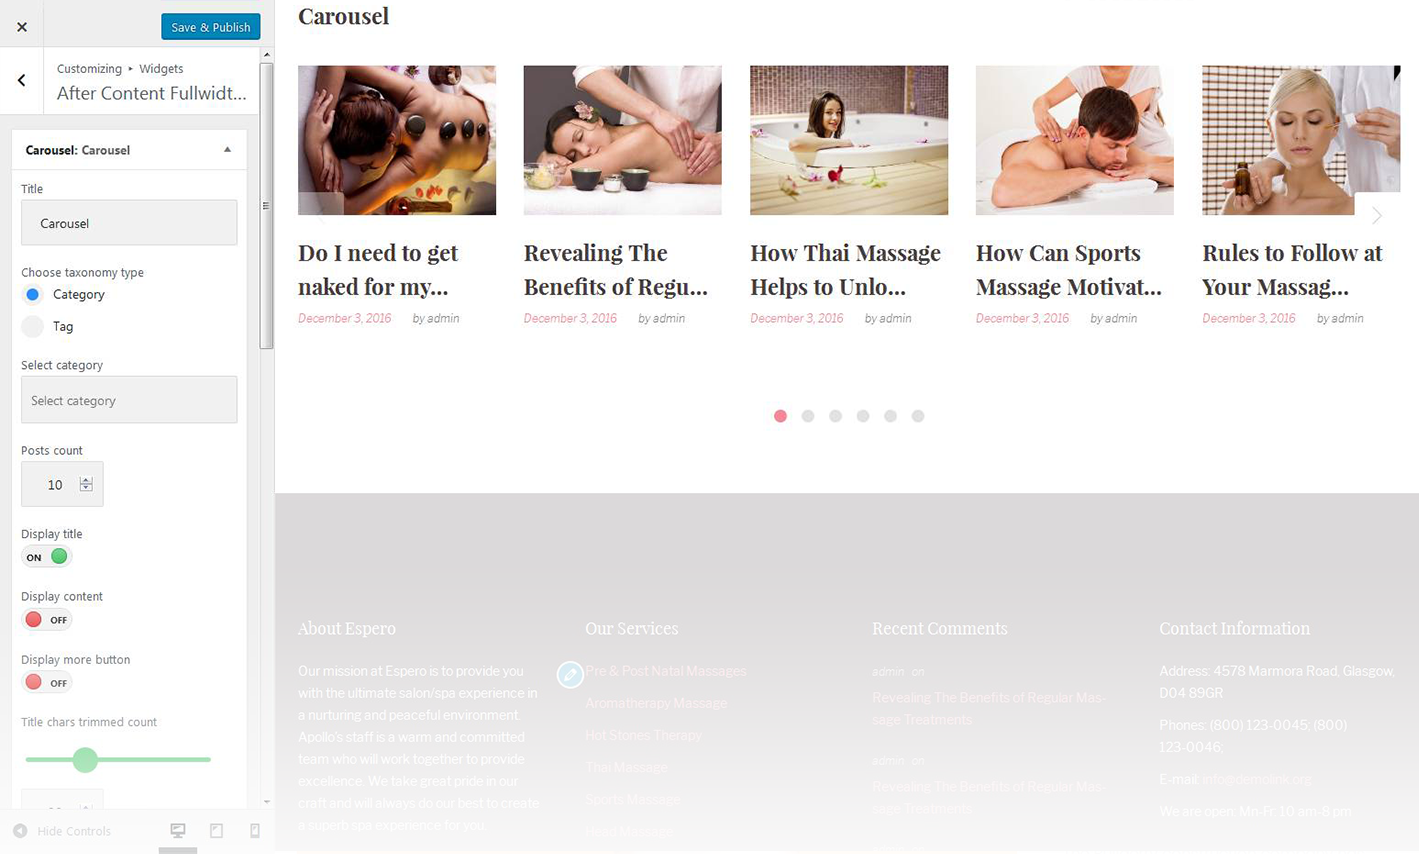 Save & Publish
Customizing ▸ Widgets
After Content Fullwidt...
Carousel: Carousel
Title
Carousel
Choose taxonomy type
Category
Tag
Select category
Select category
Posts count
10
Display title
ON
Display content
OFF
Display more button
OFF
Title chars trimmed count
Hide Controls
Carousel
Do I need to get
naked for my...
December 3, 2016 by admin
Revealing The
Benefits of Regu...
December 3, 2016 by admin
How Thai Massage
Helps to Unlo...
December 3, 2016 by admin
How Can Sports
Massage Motivat...
December 3, 2016 by admin
Rules to Follow at
Your Massag...
December 3, 2016 by admin
About Espero
Our mission at Espero is to provide you
with the ultimate salon/spa experience in
a nurturing and peaceful environment.
Apollo's staff is a warm and committed
team who will work together to provide
excellence. We take great pride in our
craft and will always do our best to create
a superb spa experience for you.
Our Services
Pre & Post Natal Massages
Aromatherapy Massage
Hot Stones Therapy
Thai Massage
Sports Massage
Head Massage
Recent Comments
admin on
Revealing The Benefits of Regular Mas-
sage Treatments
admin on
Revealing The Benefits of Regular Mas-
sage Treatments
Contact Information
Address: 4578 Marmora Road, Glasgow,
D04 89GR
Phones: (800) 123-0045; (800)
123-0046;
E-mail: info@demolink.org
We are open: Mn-Fr: 10 am-8 pm